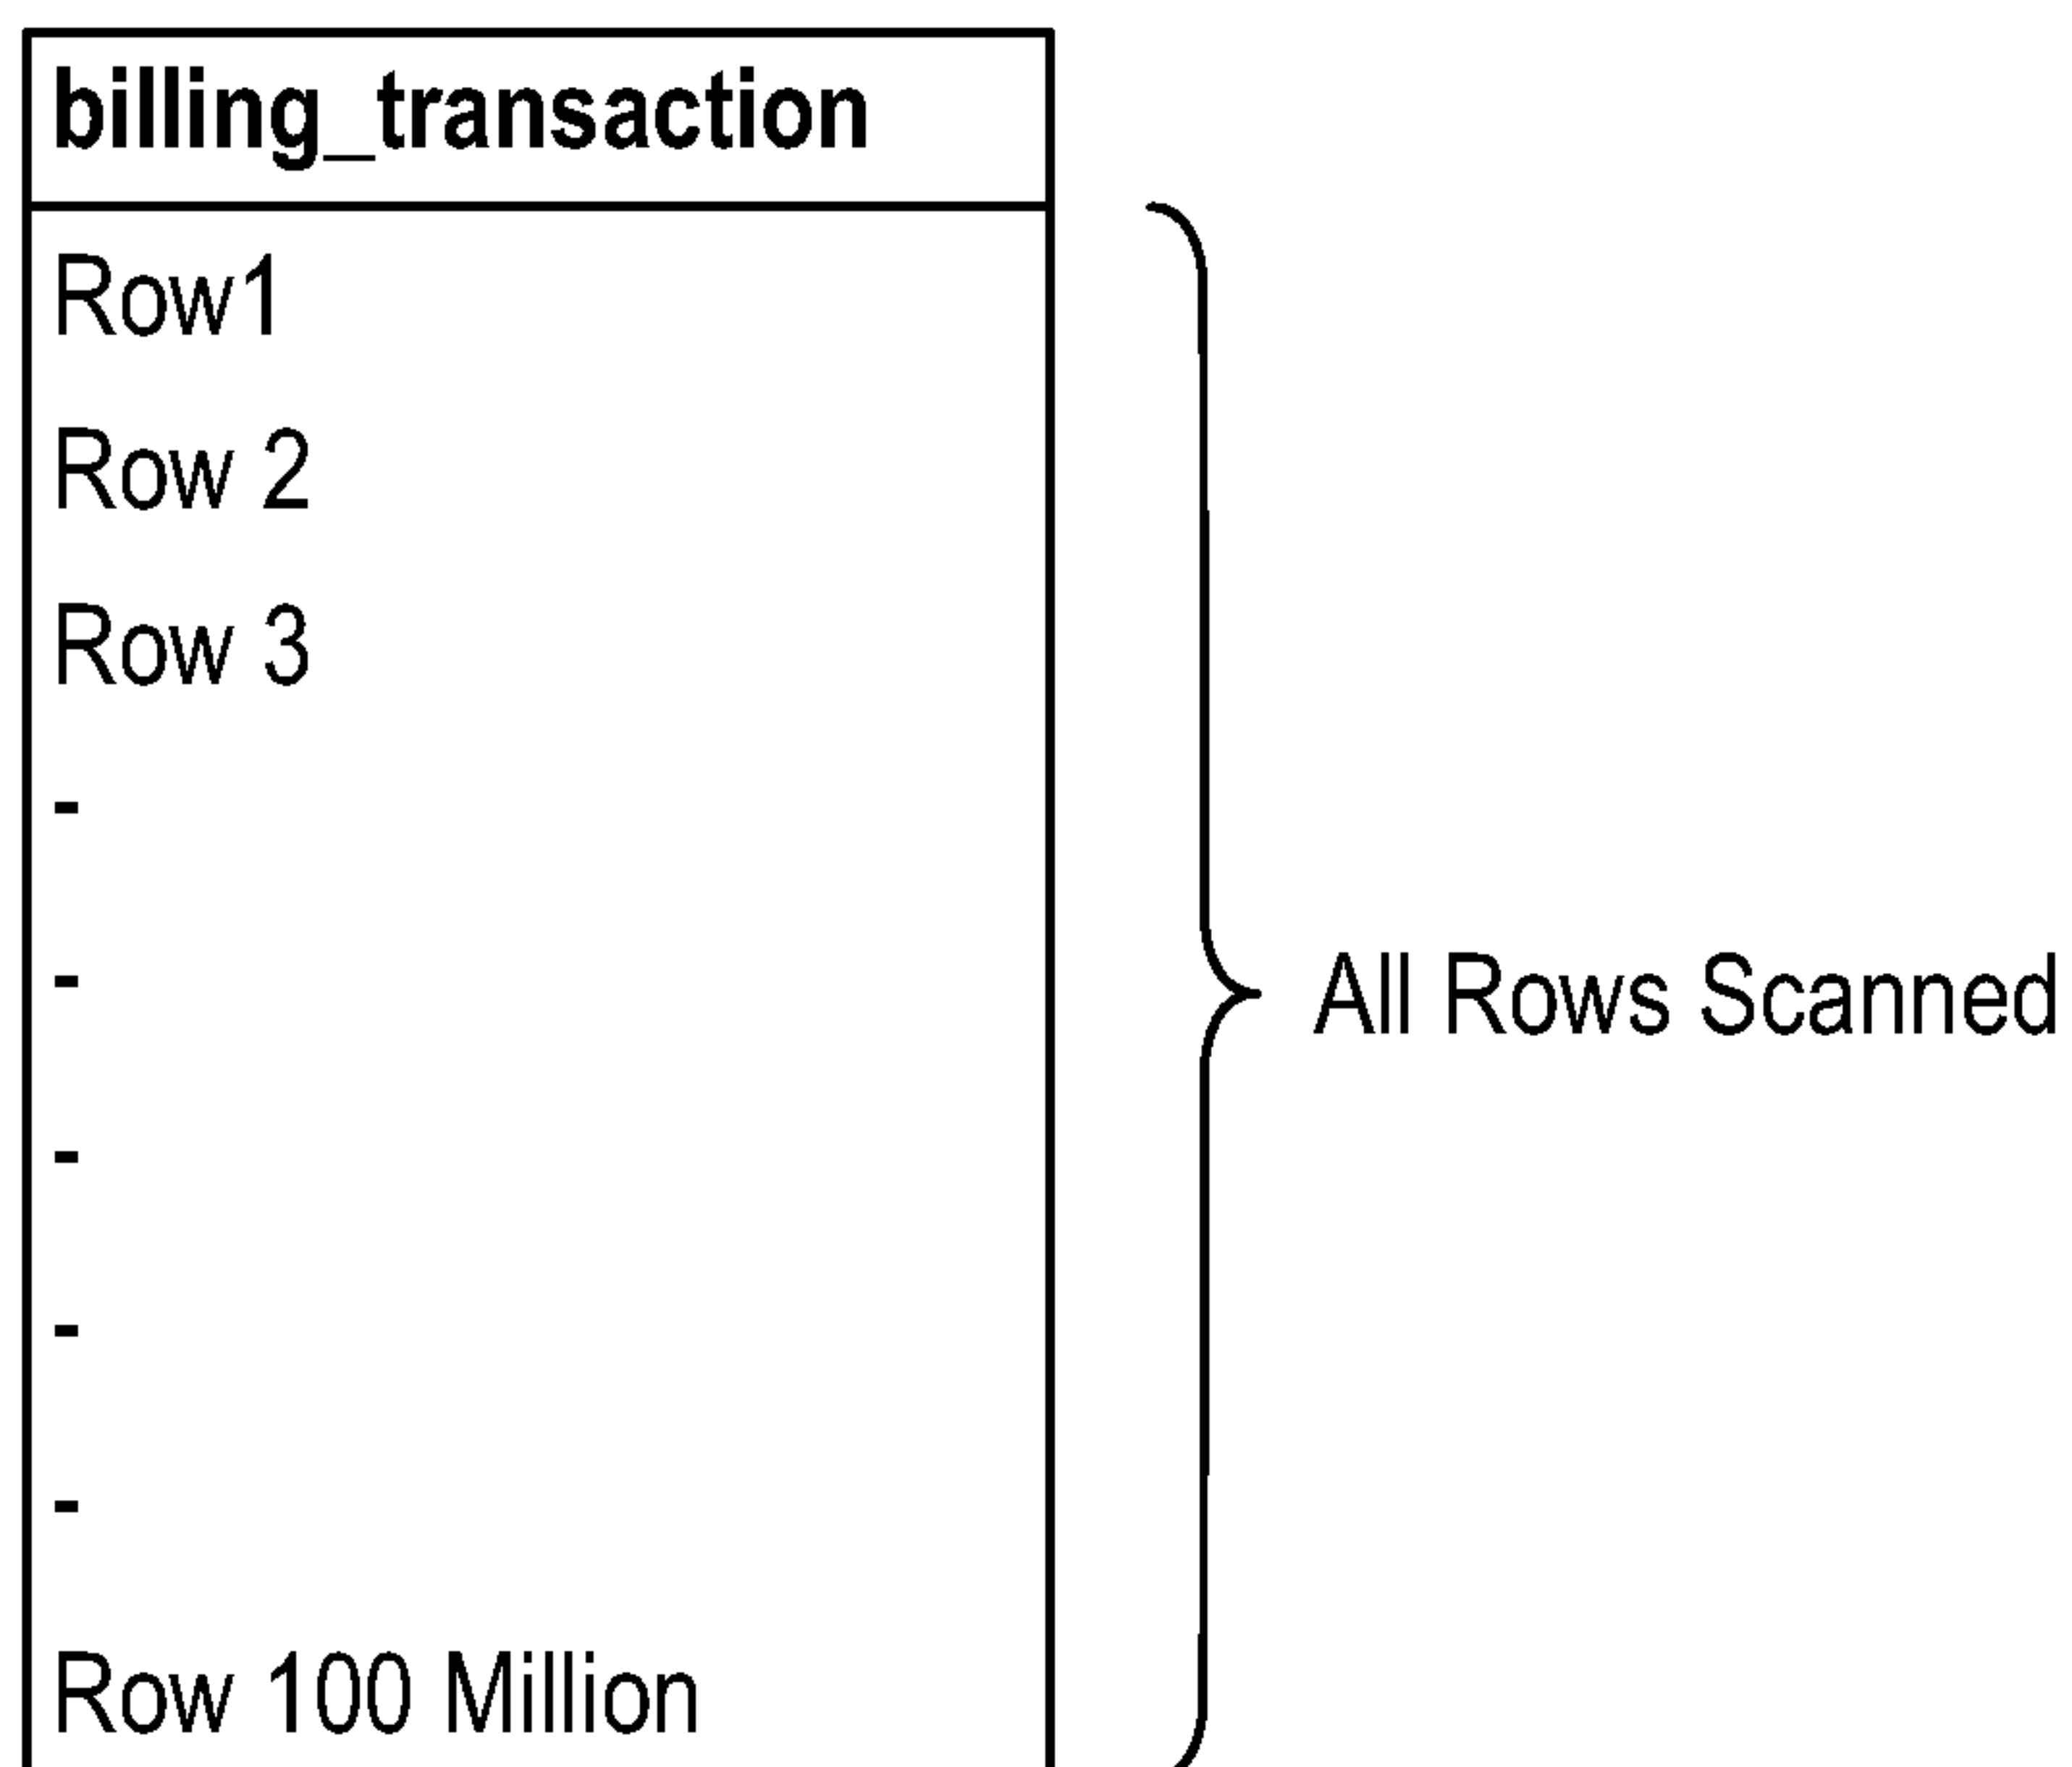 billing_transaction
Row1
Row 2
Row 3
-
-
All Rows Scanned
-
-
-
Row 100 Million